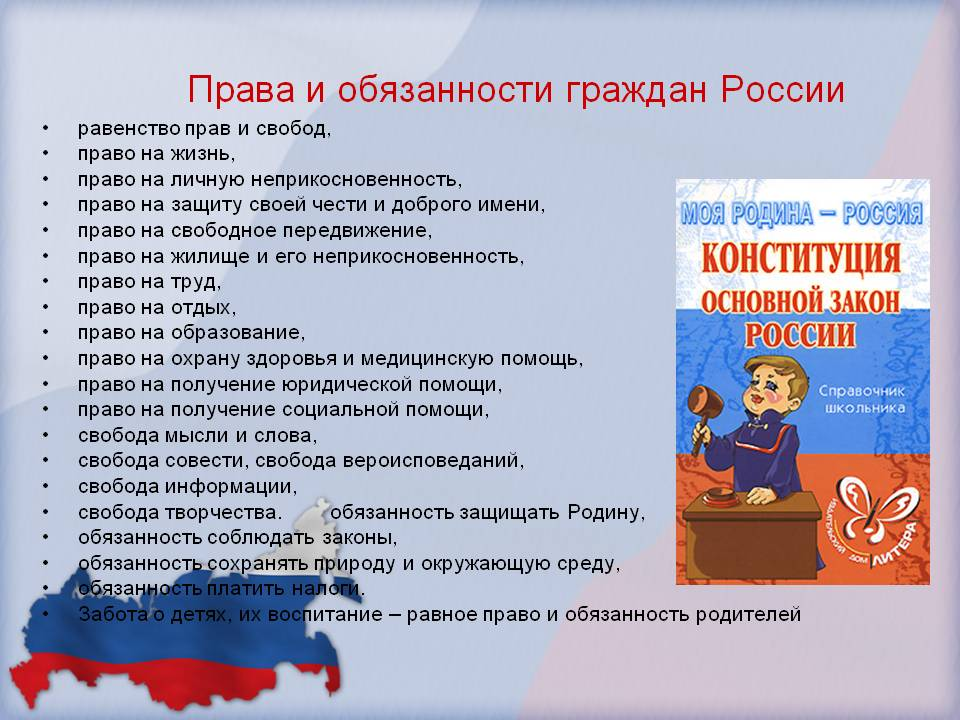 Права и обязанности граждан России
• равенство прав и свобод,
• право на жизнь,
• право на личную неприкосновенность,
• право на защиту своей чести и доброго имени,
• право на свободное передвижение,
• право на жилище и его неприкосновенность,
• право на труд,
• право на отдых,
• право на образование,
• право на охрану здоровья и медицинскую помощь,
• право на получение юридической помощи,
• право на получение социальной помощи,
• свобода мысли и слова,
• свобода совести, свобода вероисповеданий,
• свобода информации,
• свобода творчества. обязанность защищать Родину,
• обязанность соблюдать законы,
• обязанность сохранять природу и окружающую среду,
• обязанность платить налоги.
• Забота о детях, их воспитание – равное право и обязанность родителей
МОЯ РОДИНА – РОССИЯ
КОНСТИТУЦИЯ
ОСНОВНОЙ ЗАКОН
РОССИИ
Справочник
школьника
ИЗДАТЕЛЬСКИЙ ДОМ ЛИТЕРА